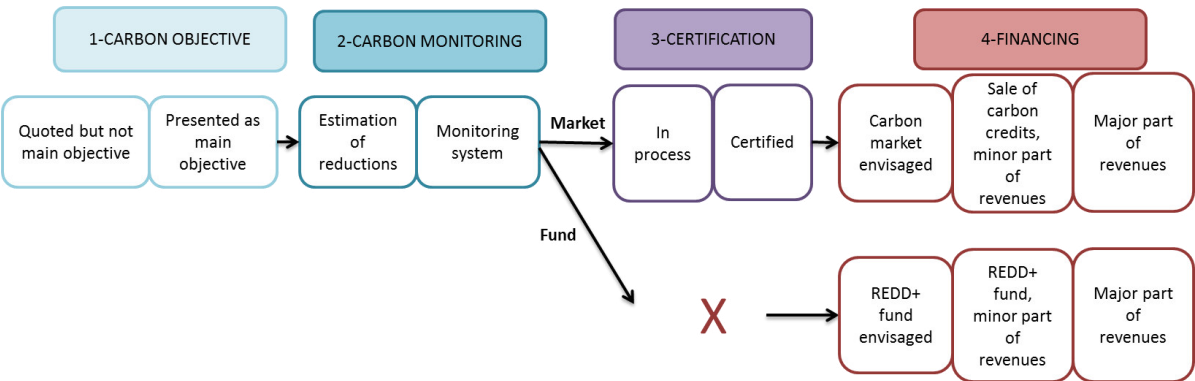 1-CARBON OBJECTIVE
2-CARBON MONITORING
3-CERTIFICATION
4-FINANCING
Quoted but not
main objective
Presented as
main
objective
Estimation
of
reductions
Monitoring
system
Market
In
process
Certified
Carbon
market
envisaged
Sale of
carbon
credits,
minor part
of
revenues
Major part
of
revenues
Fund
X
REDD+
fund
envisaged
REDD+
fund,
minor part
of
revenues
Major part
of
revenues